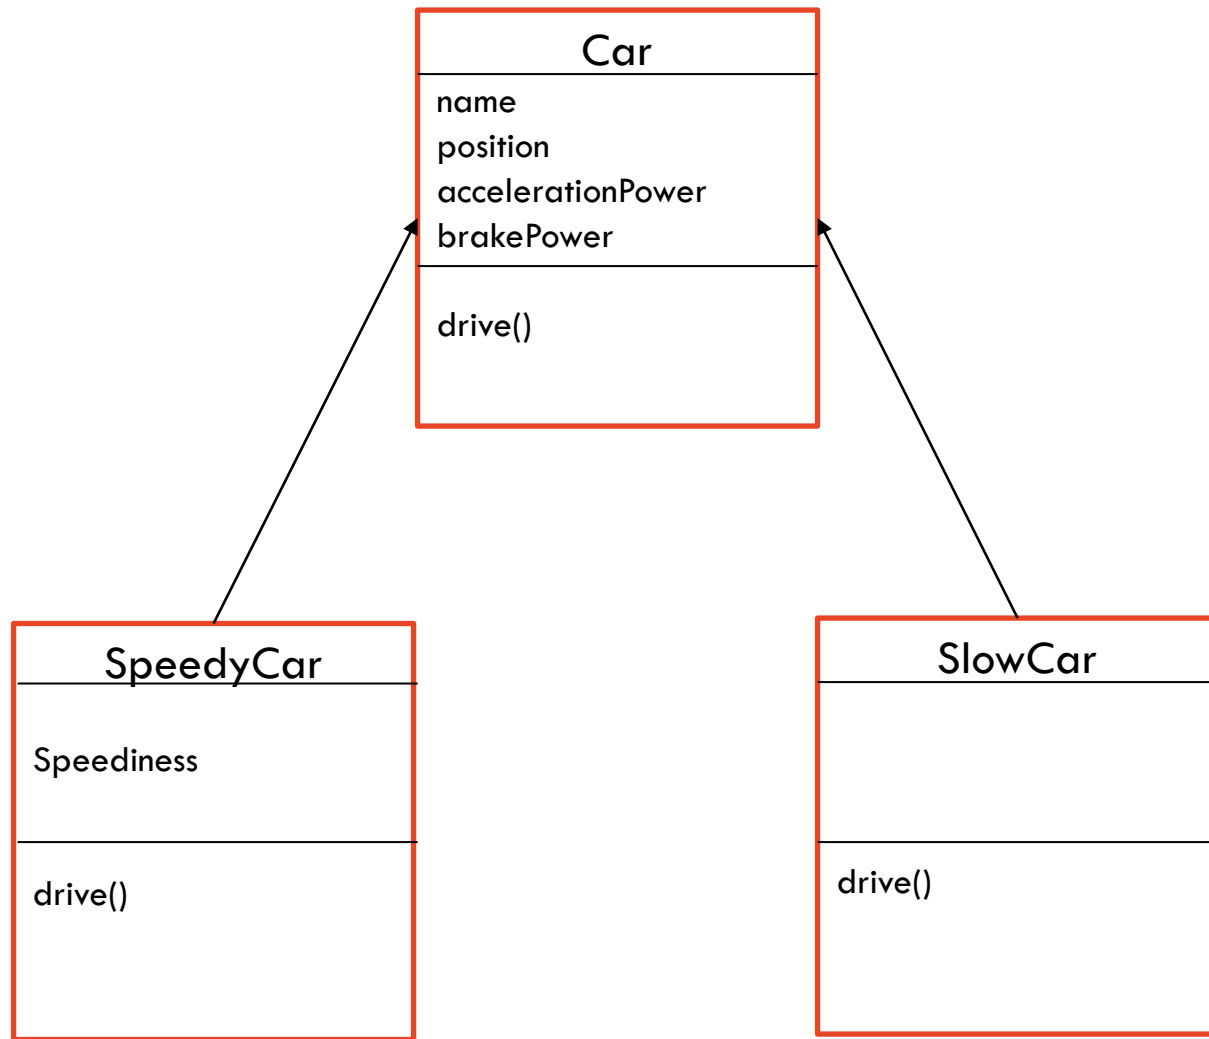 Car
name
position
accelerationPower
brakePower
drive()
SpeedyCar
Speediness
drive()
SlowCar
drive()